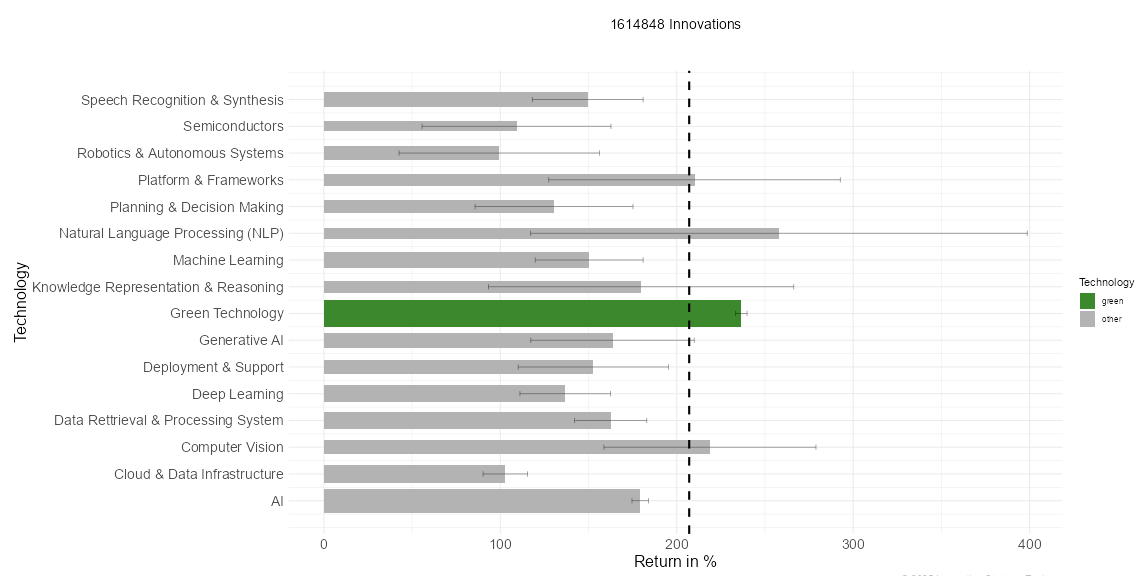 1614848 Innovations
Speech Recognition & Synthesis
Semiconductors
Robotics & Autonomous Systems
Platform & Frameworks
Planning & Decision Making
Natural Language Processing (NLP)
Machine Learning
Knowledge Representation & Reasoning
Green Technology
Generative AI
Deployment & Support
Deep Learning
Data Rettrieval & Processing System
Computer Vision
Cloud & Data Infrastructure
AI
Technology
0 100 200 300 400
Return in %
Technology
green
other